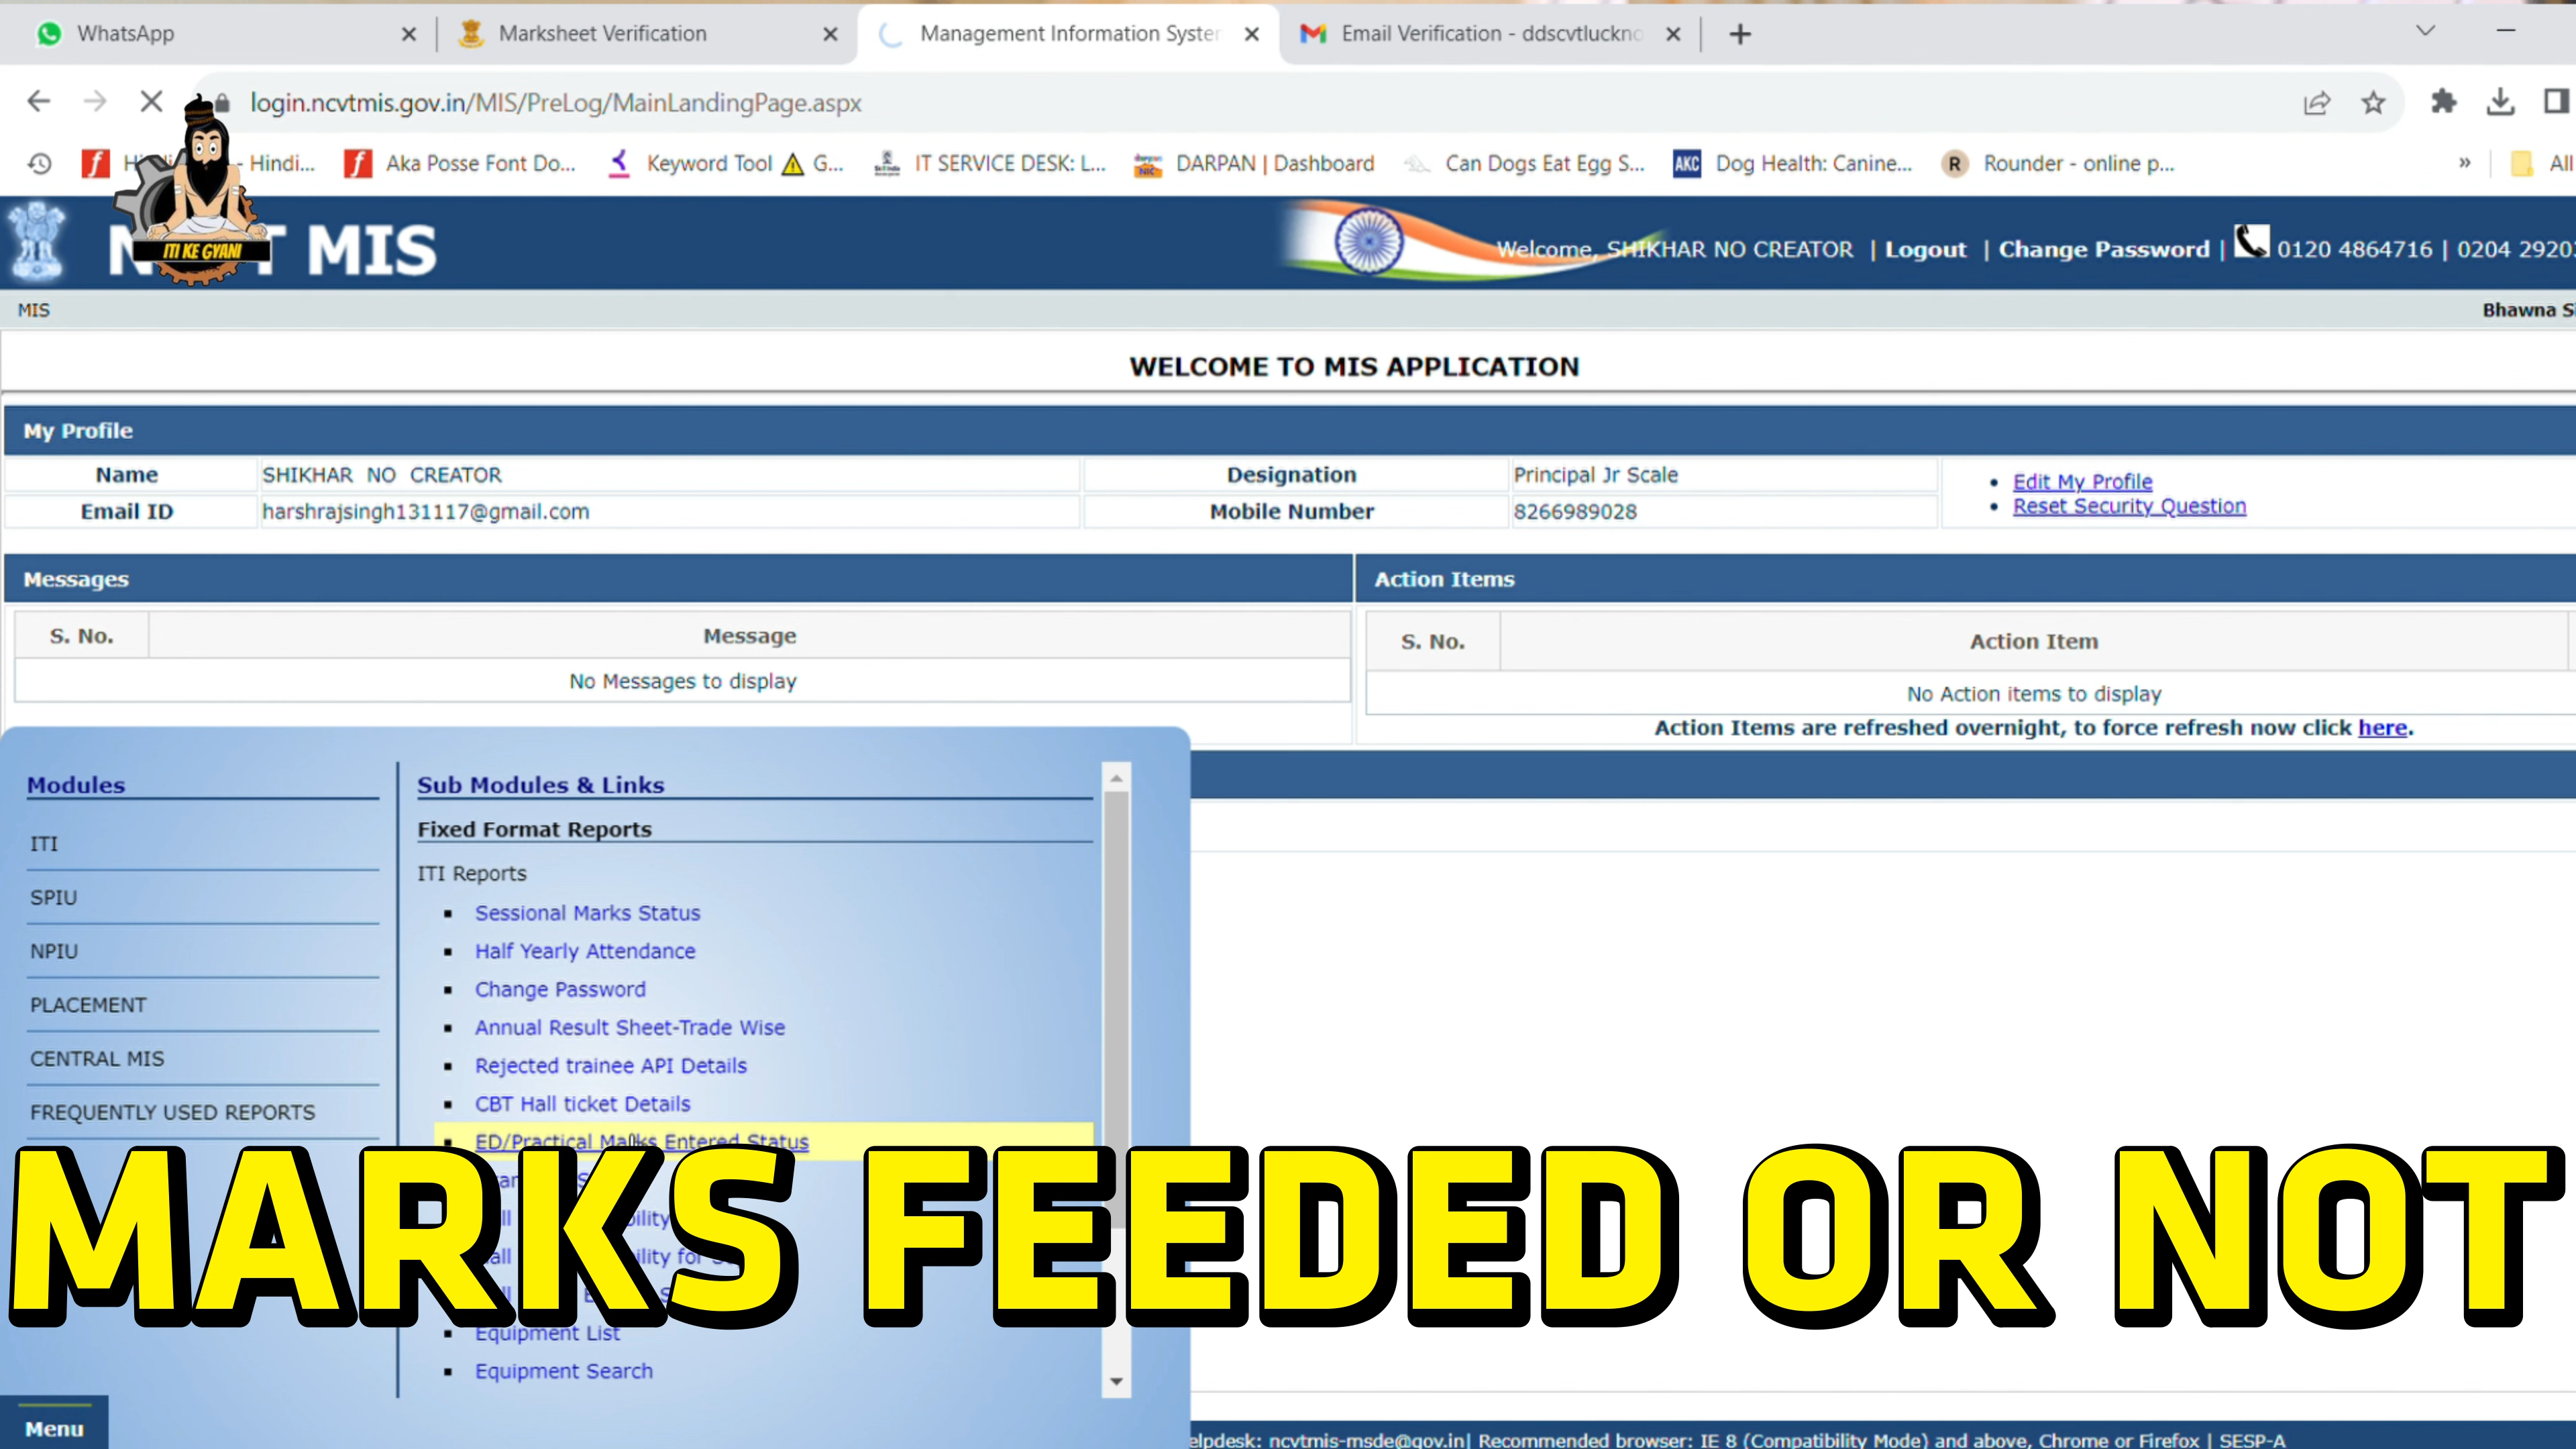 WhatsApp
Marksheet Verification
Management Information Syster
Email Verification - ddscvtluckno
login.ncvtmis.gov.in/MIS/PreLog/MainLandingPage.aspx
- Hindi...
Aka Posse Font Do...
Keyword Tool ⚠ G...
IT SERVICE DESK: L...
DARPAN | Dashboard
Can Dogs Eat Egg S...
AKC Dog Health: Canine...
R Rounder - online p...
»
All
ITI KE GYANI
MIS
Welcome, SHIKHAR NO CREATOR | Logout | Change Password | 0120 4864716 | 0204 2920
MIS
Bhawna S
WELCOME TO MIS APPLICATION
My Profile
Name SHIKHAR NO CREATOR Designation Principal Jr Scale
Email ID harshrajsingh131117@gmail.com Mobile Number 8266989028
• Edit My Profile
• Reset Security Question
Messages
S. No. Message
No Messages to display
Action Items
S. No. Action Item
No Action items to display
Action Items are refreshed overnight, to force refresh now click here.
Modules
ITI
SPIU
NPIU
PLACEMENT
CENTRAL MIS
FREQUENTLY USED REPORTS
Sub Modules & Links
Fixed Format Reports
ITI Reports
Sessional Marks Status
Half Yearly Attendance
Change Password
Annual Result Sheet-Trade Wise
Rejected trainee API Details
CBT Hall ticket Details
ED/Practical Marks Entered Status
Equipment List
Equipment Search
MARKS FEEDED OR NOT
Menu
elpdesk: ncvtmis-msde@gov.in| Recommended browser: IE 8 (Compatibility Mode) and above, Chrome or Firefox | SESP-A